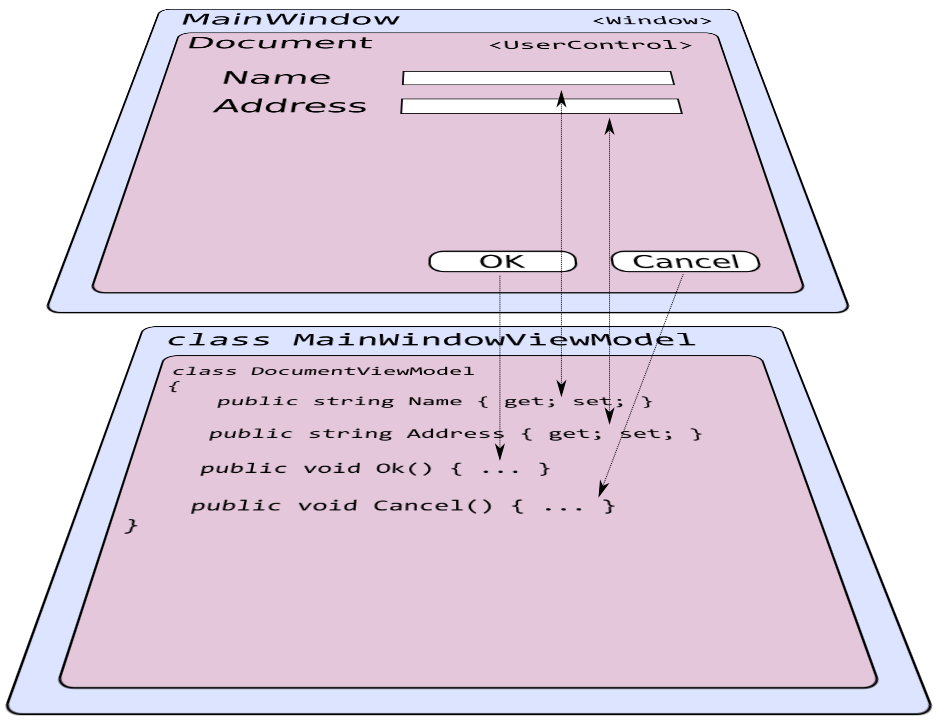 MainWindow <Window>
Document <UserControl>
Name
Address
OK Cancel
class MainWindowViewModel
class DocumentViewModel
{
public string Name { get; set; }
public string Address { get; set; }
public void Ok() { ... }
public void Cancel() { ... }
}